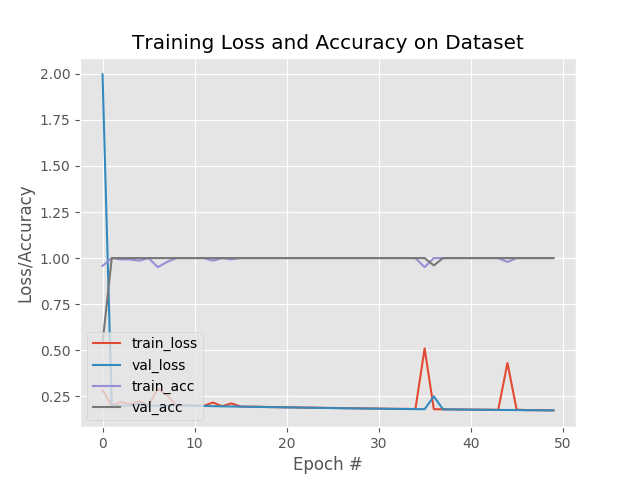 Training Loss and Accuracy on Dataset
2.00
1.75
1.50
1.25
1.00
0.75
0.50
0.25
Loss/Accuracy
train_loss
val_loss
train_acc
val_acc
0 10 20 30 40 50
Epoch #